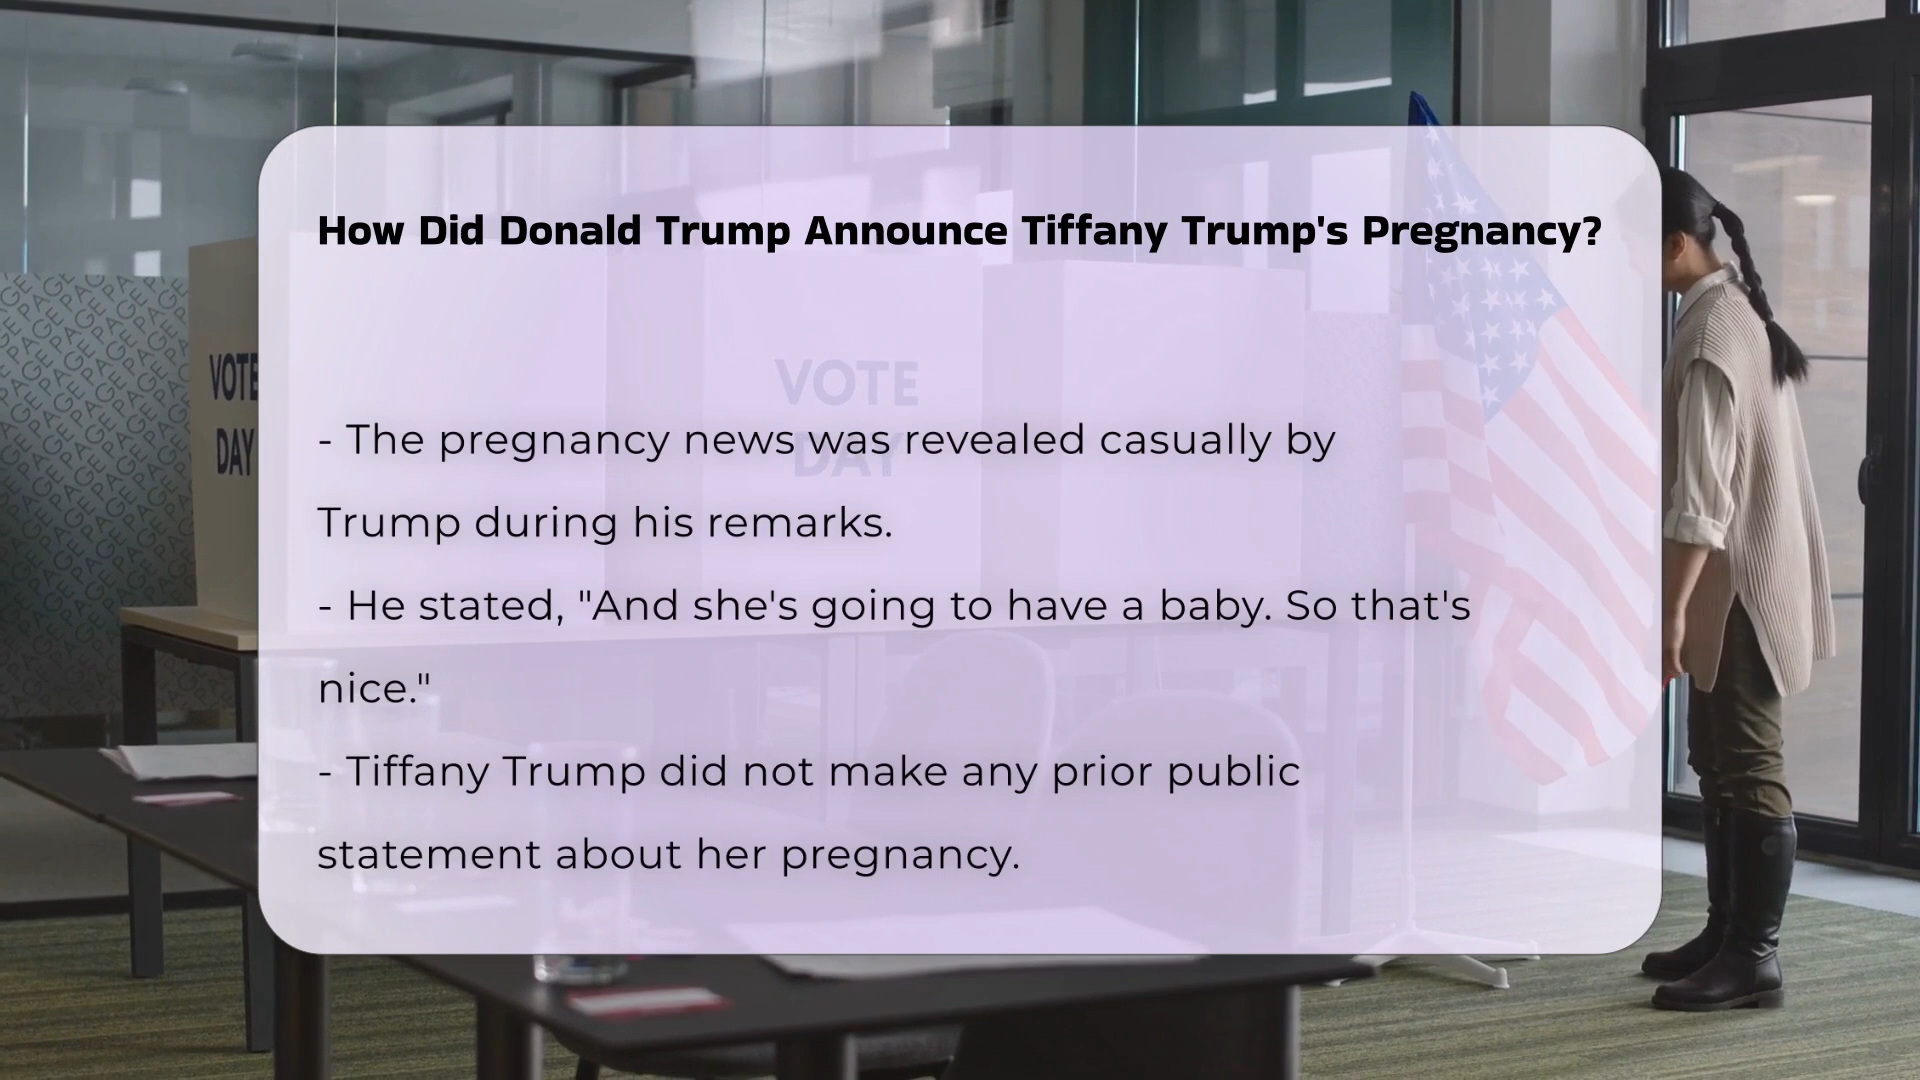 How Did Donald Trump Announce Tiffany Trump's Pregnancy?
VOTE
DAY
VOTE
DAY
- The pregnancy news was revealed casually by
Trump during his remarks.
- He stated, "And she's going to have a baby. So that's
nice."
- Tiffany Trump did not make any prior public
statement about her pregnancy.